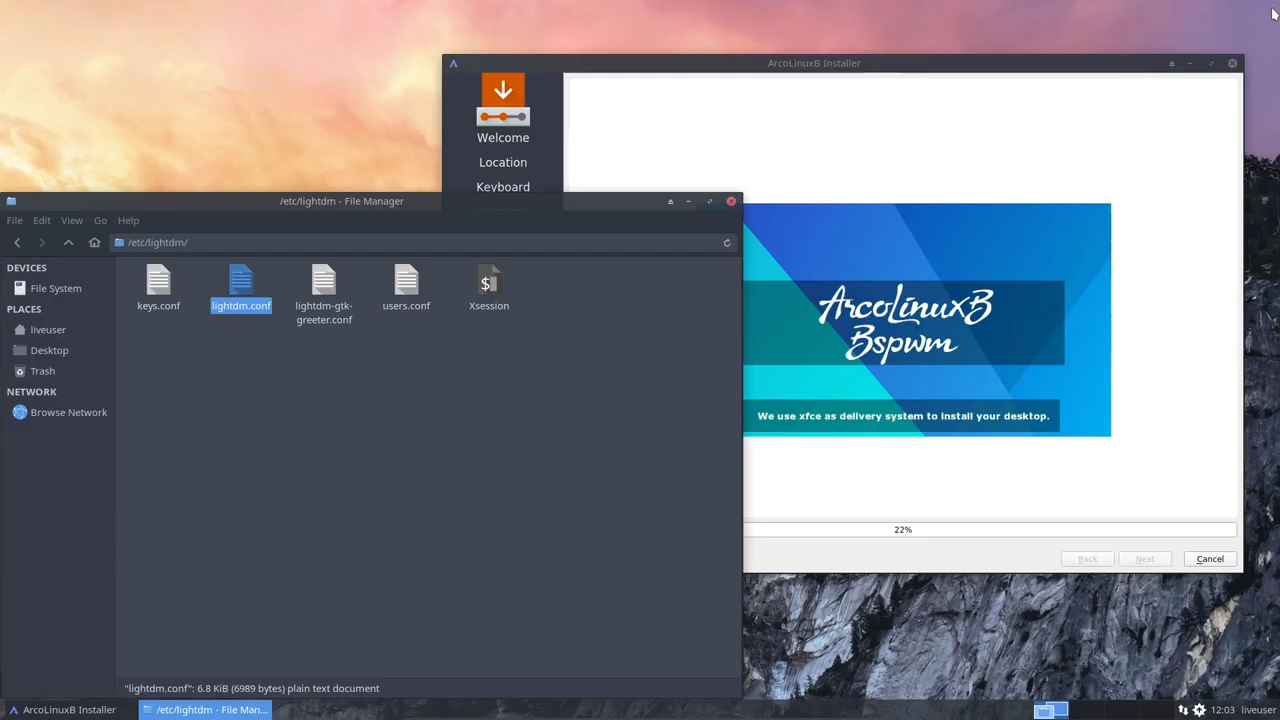 ArcoLinuxB Installer
Welcome
Location
Keyboard
/etc/lightdm - File Manager
File Edit View Go Help
/etc/lightdm/
DEVICES
File System
PLACES
liveuser
Desktop
Trash
NETWORK
Browse Network
keys.conf
lightdm.conf
lightdm-gtk-
greeter.conf
users.conf
Xsession
ArcoLinuxB
Bspwm
We use xfce as delivery system to install your desktop.
22%
Back Next Cancel
"lightdm.conf": 6.8 KiB (6989 bytes) plain text document
ArcoLinuxB Installer
/etc/lightdm - File Man...
12:03 liveuser